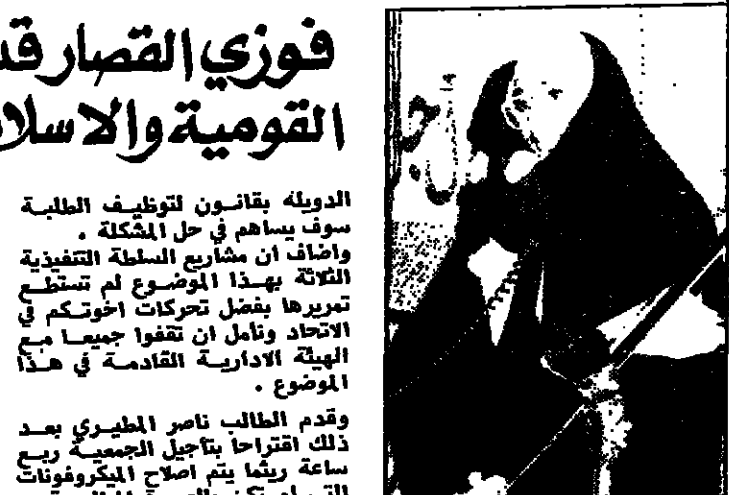 فوزي القصار
القومية والاسلا
الدويله بقانون لتوظيف الطلبة
سوف يساهم في حل المشكلة .
واضاف ان مشاريع السلطة التنفيذية
الثلاثة بهذا الموضوع لم تستطع
تمريرها بفضل تحركات اخوتكم في
الاتحاد ونأمل ان تقفوا جميعا مع
الهيئة الادارية القادمة في هذا
الموضوع .
وقدم الطالب ناصر المطيري بعد
ذلك اقتراحا بتأجيل الجمعية ربع
ساعة ريثما يتم اصلاح الميكروفونات